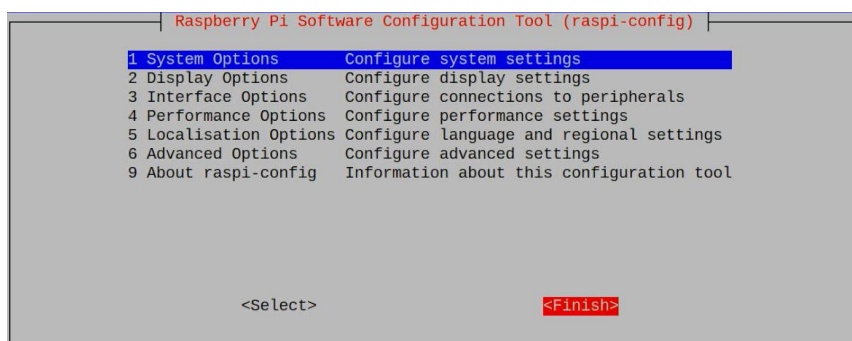 Raspberry Pi Software Configuration Tool (raspi-config)
1 System Options Configure system settings
2 Display Options Configure display settings
3 Interface Options Configure connections to peripherals
4 Performance Options Configure performance settings
5 Localisation Options Configure language and regional settings
6 Advanced Options Configure advanced settings
9 About raspi-config Information about this configuration tool
<Select> <Finish>